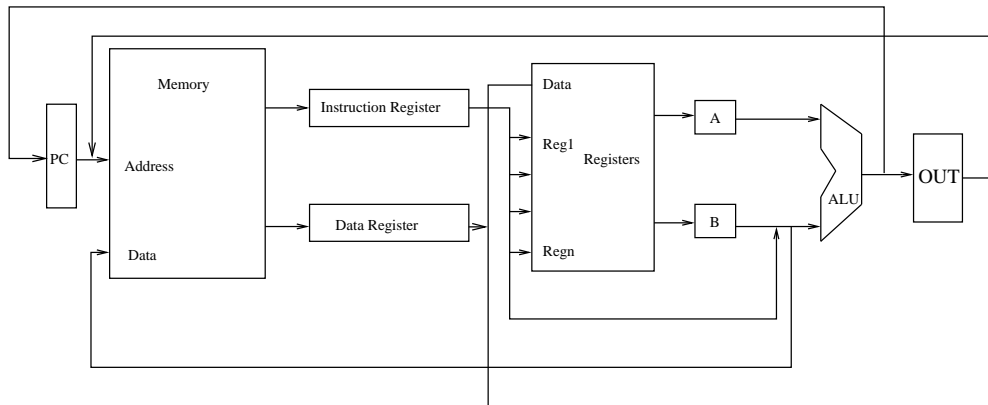 Memory
Data
Instruction Register
A
Reg1
PC
Address
Registers
OUT
ALU
Data Register
B
Data
Regn